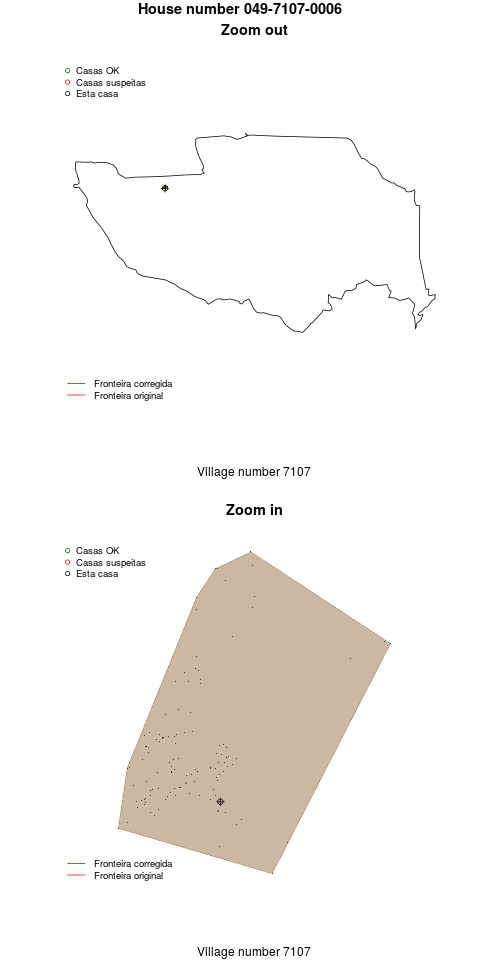 House number 049-7107-0006
Zoom out
Casas OK
Casas suspeitas
Esta casa
Fronteira corregida
Fronteira original
Village number 7107
Zoom in
Casas OK
Casas suspeitas
Esta casa
Fronteira corregida
Fronteira original
Village number 7107